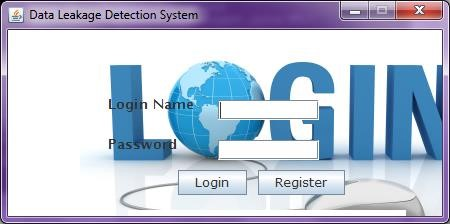 Data Leakage Detection System
LOGIN
Login Name
Password
Login Register